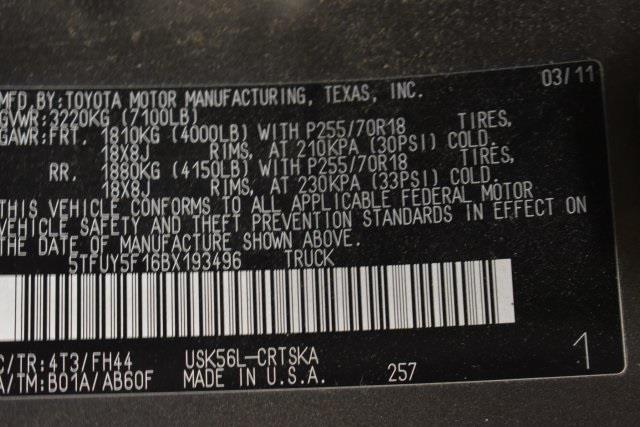 03/11
MFD.BY:TOYOTA MOTOR MANUFACTURING, TEXAS, INC.
GVWR:3220KG (7100LB)
GAWR:FRT. 1810KG (4000LB) WITH P255/70R18 TIRES,
18X8J RIMS, AT 210KPA (30PSI) COLD.
RR. 1880KG (4150LB) WITH P255/70R18 TIRES,
18X8J RIMS, AT 230KPA (33PSI) COLD.
THIS VEHICLE CONFORMS TO ALL APPLICABLE FEDERAL MOTOR
VEHICLE SAFETY AND THEFT PREVENTION STANDARDS IN EFFECT ON
THE DATE OF MANUFACTURE SHOWN ABOVE.
5TFUY5F16BX193496 TRUCK
C/TR:4T3/FH44 USK56L-CRTSKA
A/TM:B01A/AB60F MADE IN U.S.A. 257 1